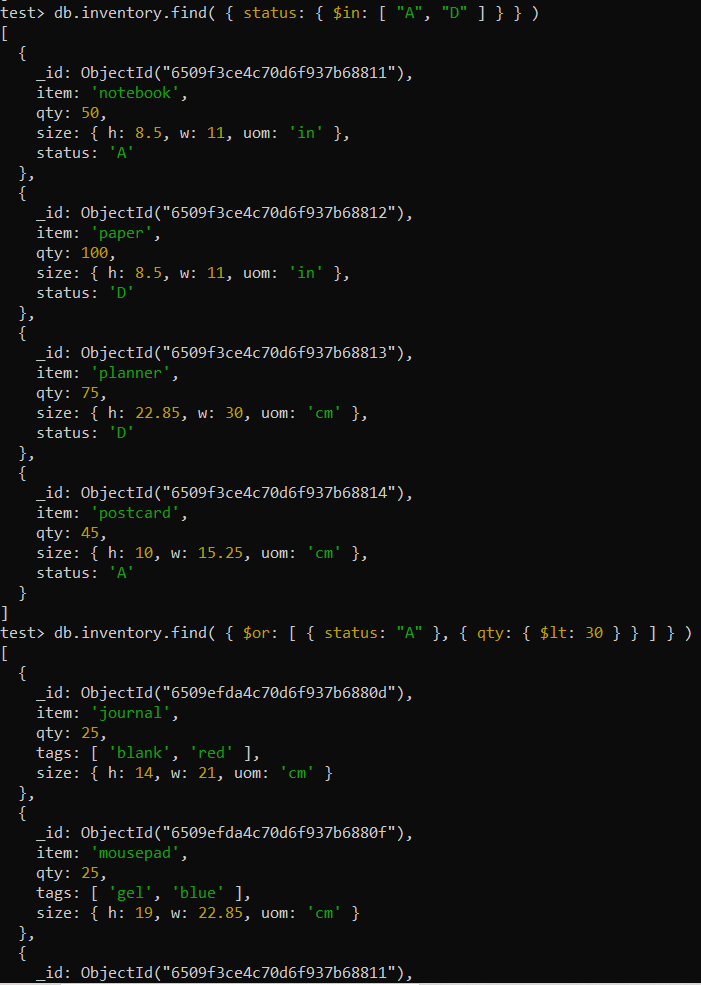 test> db.inventory.find( { status: { $in: [ "A", "D" ] } } )
[
  {
    _id: ObjectId("6509f3ce4c70d6f937b68811"),
    item: 'notebook',
    qty: 50,
    size: { h: 8.5, w: 11, uom: 'in' },
    status: 'A'
  },
  {
    _id: ObjectId("6509f3ce4c70d6f937b68812"),
    item: 'paper',
    qty: 100,
    size: { h: 8.5, w: 11, uom: 'in' },
    status: 'D'
  },
  {
    _id: ObjectId("6509f3ce4c70d6f937b68813"),
    item: 'planner',
    qty: 75,
    size: { h: 22.85, w: 30, uom: 'cm' },
    status: 'D'
  },
  {
    _id: ObjectId("6509f3ce4c70d6f937b68814"),
    item: 'postcard',
    qty: 45,
    size: { h: 10, w: 15.25, uom: 'cm' },
    status: 'A'
  }
]
test> db.inventory.find( { $or: [ { status: "A" }, { qty: { $lt: 30 } } ] } )
[
  {
    _id: ObjectId("6509efda4c70d6f937b6880d"),
    item: 'journal',
    qty: 25,
    tags: [ 'blank', 'red' ],
    size: { h: 14, w: 21, uom: 'cm' }
  },
  {
    _id: ObjectId("6509efda4c70d6f937b6880f"),
    item: 'mousepad',
    qty: 25,
    tags: [ 'gel', 'blue' ],
    size: { h: 19, w: 22.85, uom: 'cm' }
  },
  {
    _id: ObjectId("6509f3ce4c70d6f937b68811"),